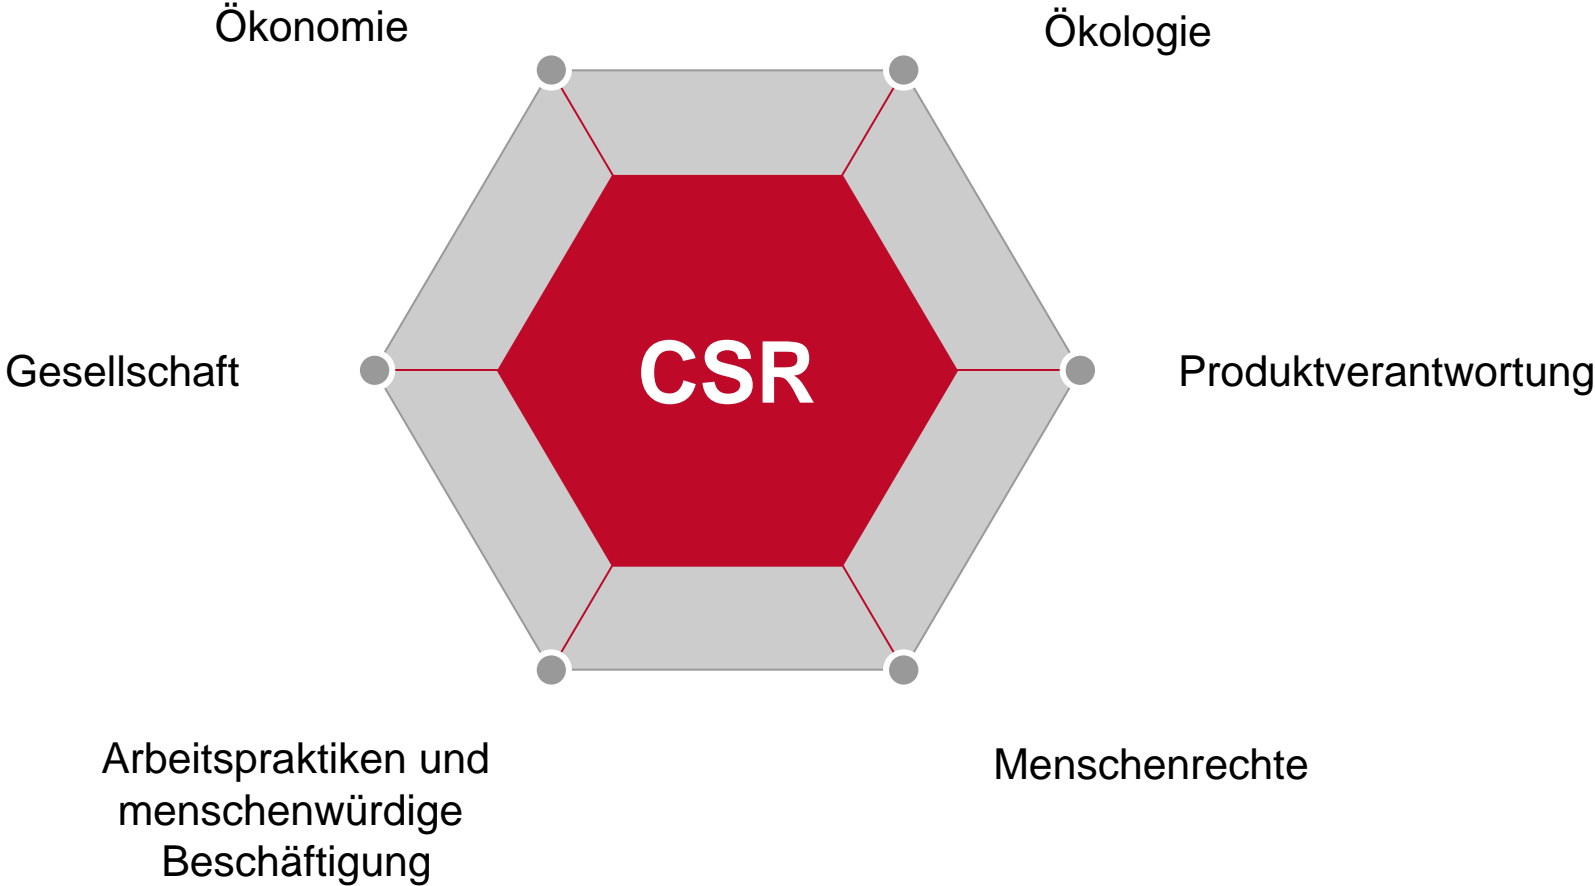 Ökonomie
Ökologie
Gesellschaft
CSR
Produktverantwortung
Arbeitspraktiken und
menschenwürdige
Beschäftigung
Menschenrechte